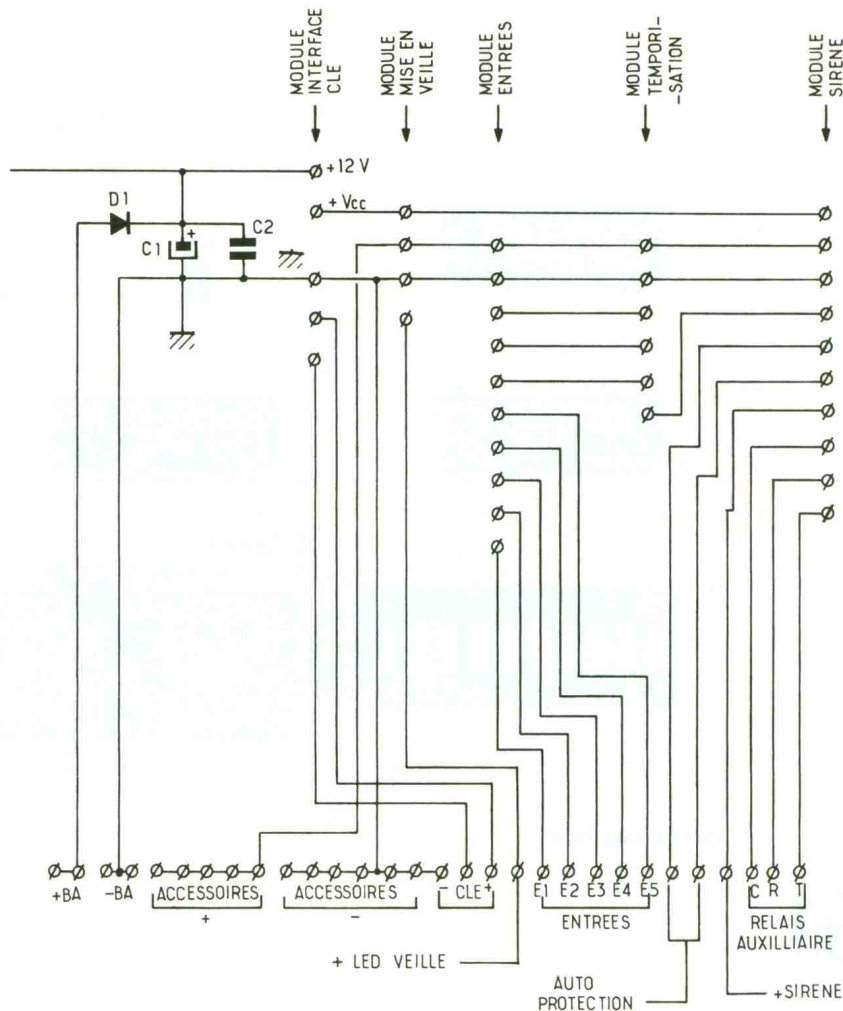 MODULE
INTERFACE
CLE
MODULE
MISE EN
VEILLE
MODULE
ENTREES
MODULE
TEMPORI-
-SATION
MODULE
SIRENE
+12 V
+ Vcc
D1
C1
+
C2
+BA
-BA
ACCESSOIRES
+
ACCESSOIRES
-
- CLE +
E1 E2 E3 E4 E5
ENTREES
C R T
RELAIS
AUXILLIAIRE
+ LED VEILLE
AUTO
PROTECTION
+SIRENE